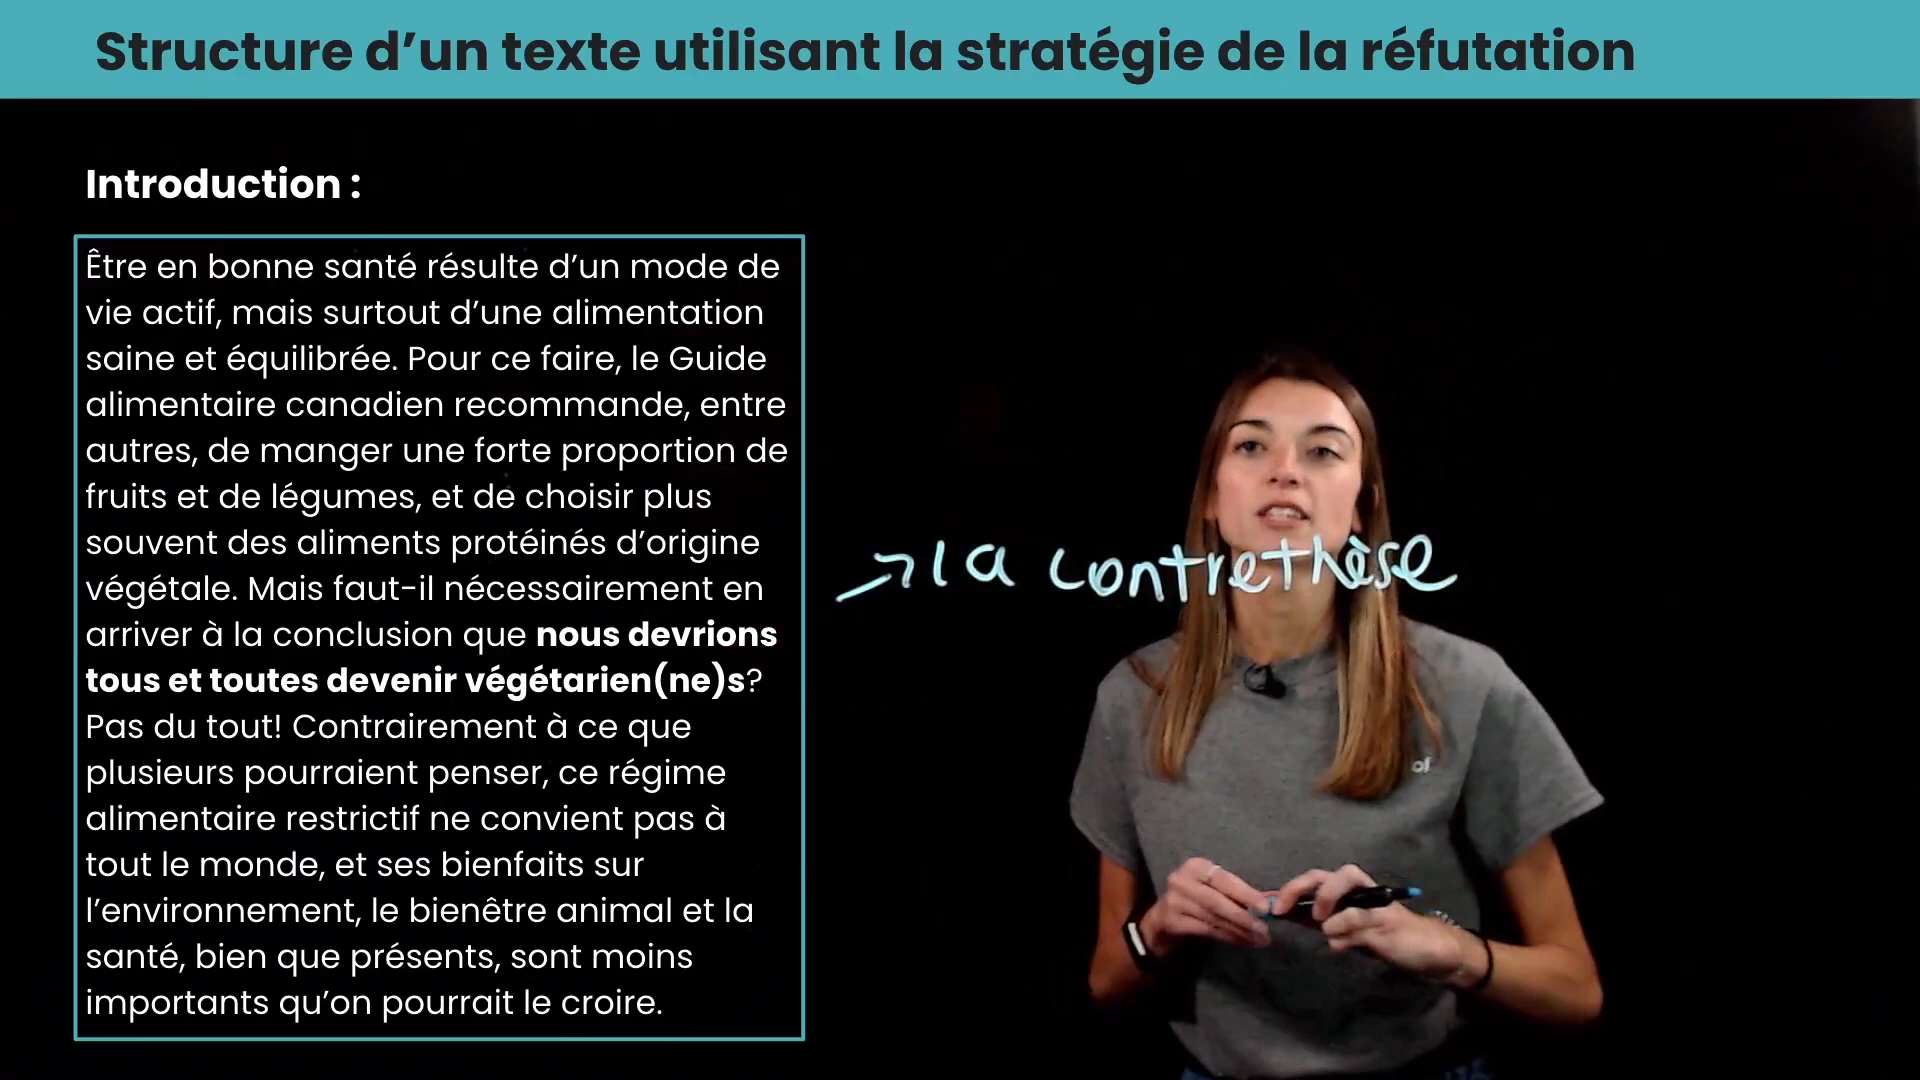 Structure d’un texte utilisant la stratégie de la réfutation
Introduction :
Être en bonne santé résulte d’un mode de
vie actif, mais surtout d’une alimentation
saine et équilibrée. Pour ce faire, le Guide
alimentaire canadien recommande, entre
autres, de manger une forte proportion de
fruits et de légumes, et de choisir plus
souvent des aliments protéinés d’origine
végétale. Mais faut-il nécessairement en
arriver à la conclusion que nous devrions
tous et toutes devenir végétarien(ne)s?
Pas du tout! Contrairement à ce que
plusieurs pourraient penser, ce régime
alimentaire restrictif ne convient pas à
tout le monde, et ses bienfaits sur
l’environnement, le bienêtre animal et la
santé, bien que présents, sont moins
importants qu’on pourrait le croire.
la contrethèse